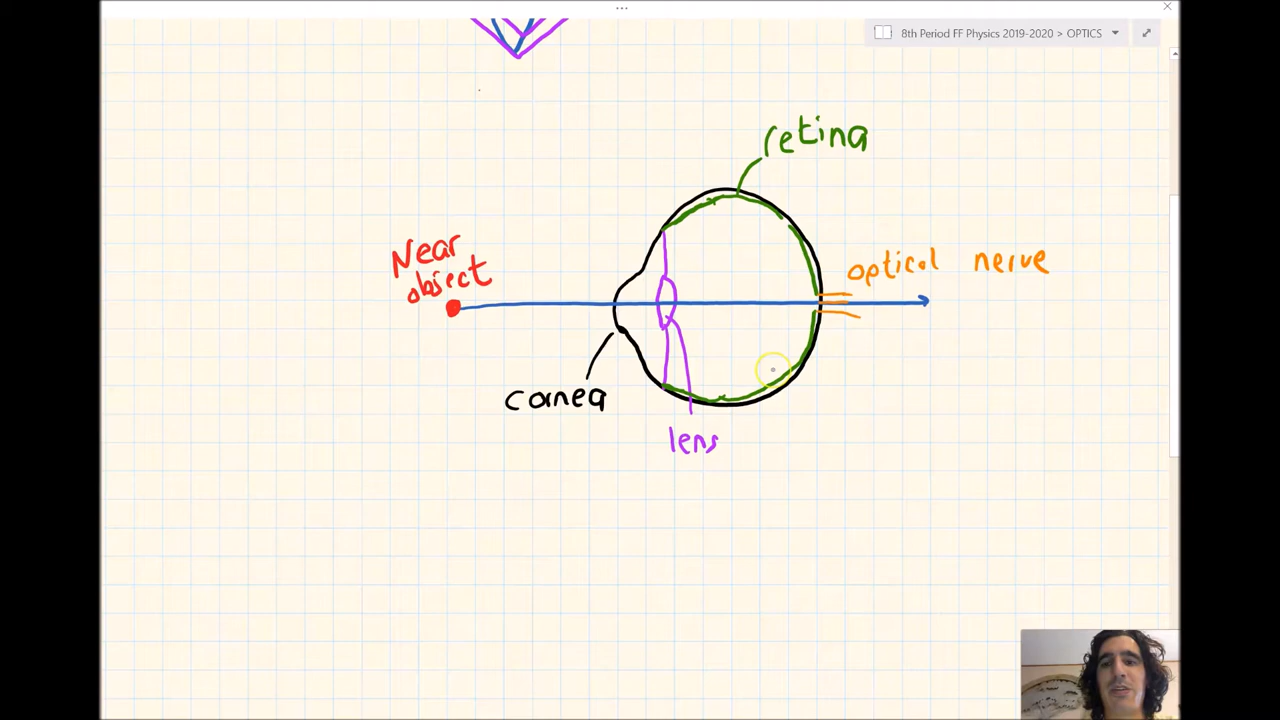 8th Period FF Physics 2019-2020 > OPTICS
retina
Near
object
optical nerve
cornea
lens